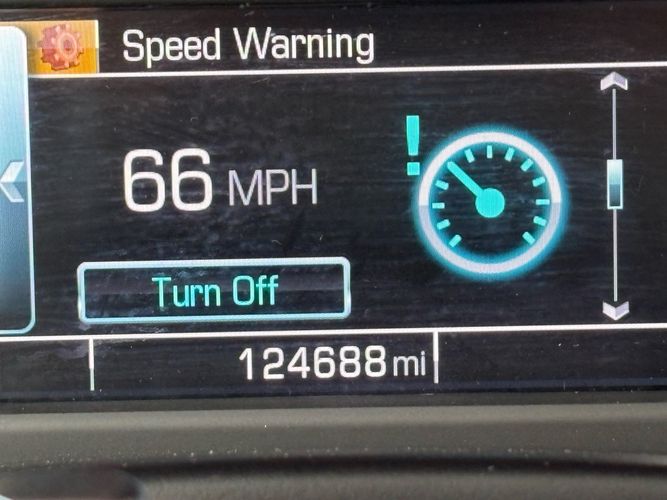 Speed Warning
66 MPH
Turn Off
124688 mi